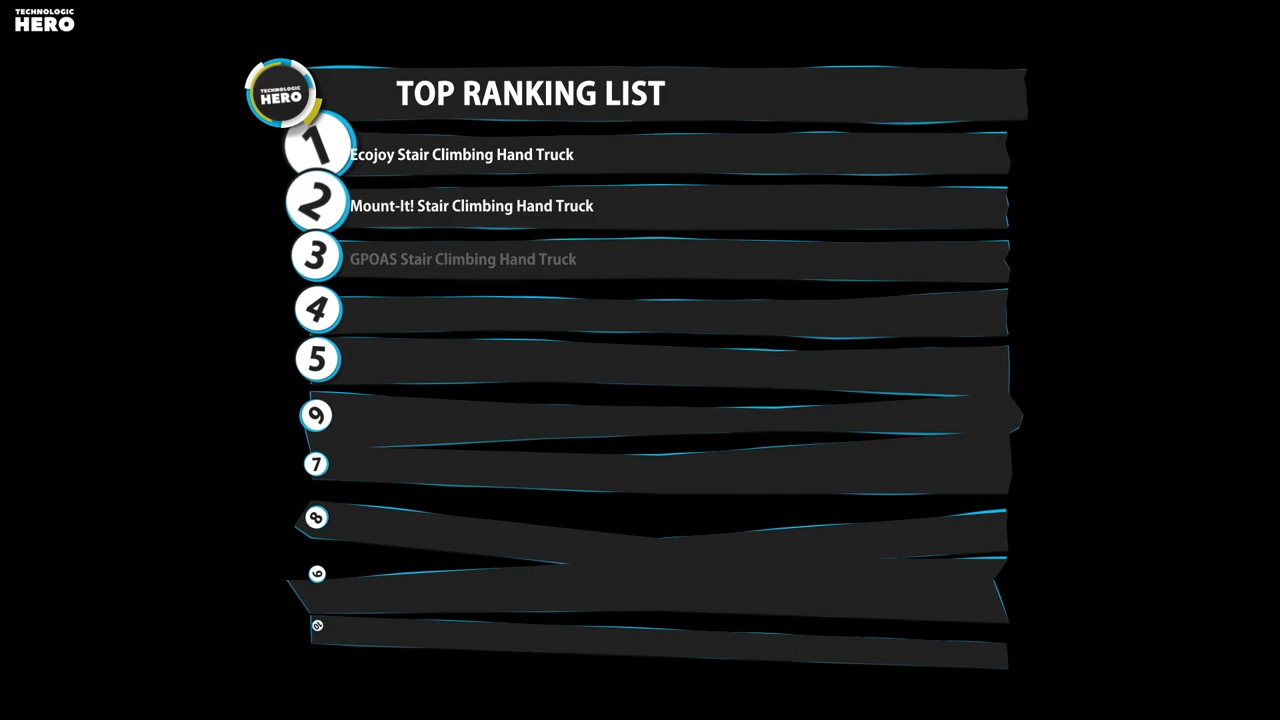 TECHNOLOGIC
HERO
TOP RANKING LIST
TECHNOLOGIC
HERO
1 Ecojoy Stair Climbing Hand Truck
2 Mount-It! Stair Climbing Hand Truck
3 GPOAS Stair Climbing Hand Truck
4
5
6
7
8
9
10